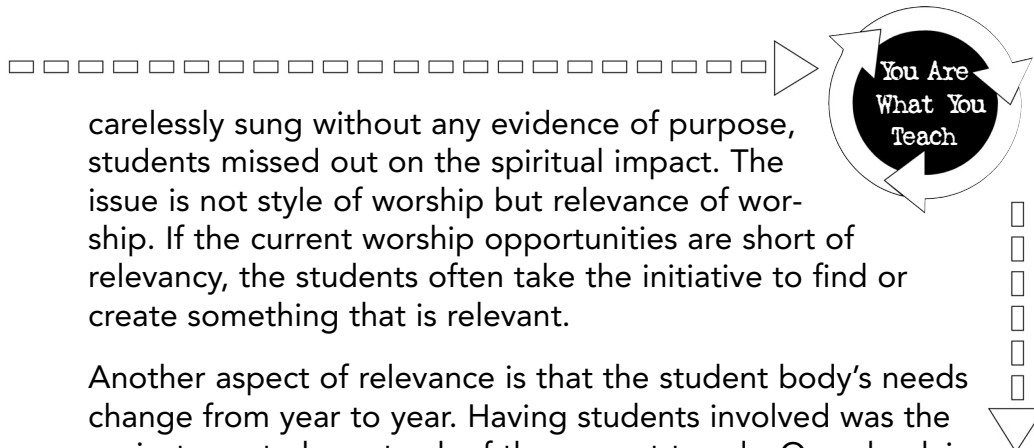 You Are
What You
Teach
carelessly sung without any evidence of purpose,
students missed out on the spiritual impact. The
issue is not style of worship but relevance of wor-
ship. If the current worship opportunities are short of
relevancy, the students often take the initiative to find or
create something that is relevant.
Another aspect of relevance is that the student body's needs
change from year to year. Having students involved was the